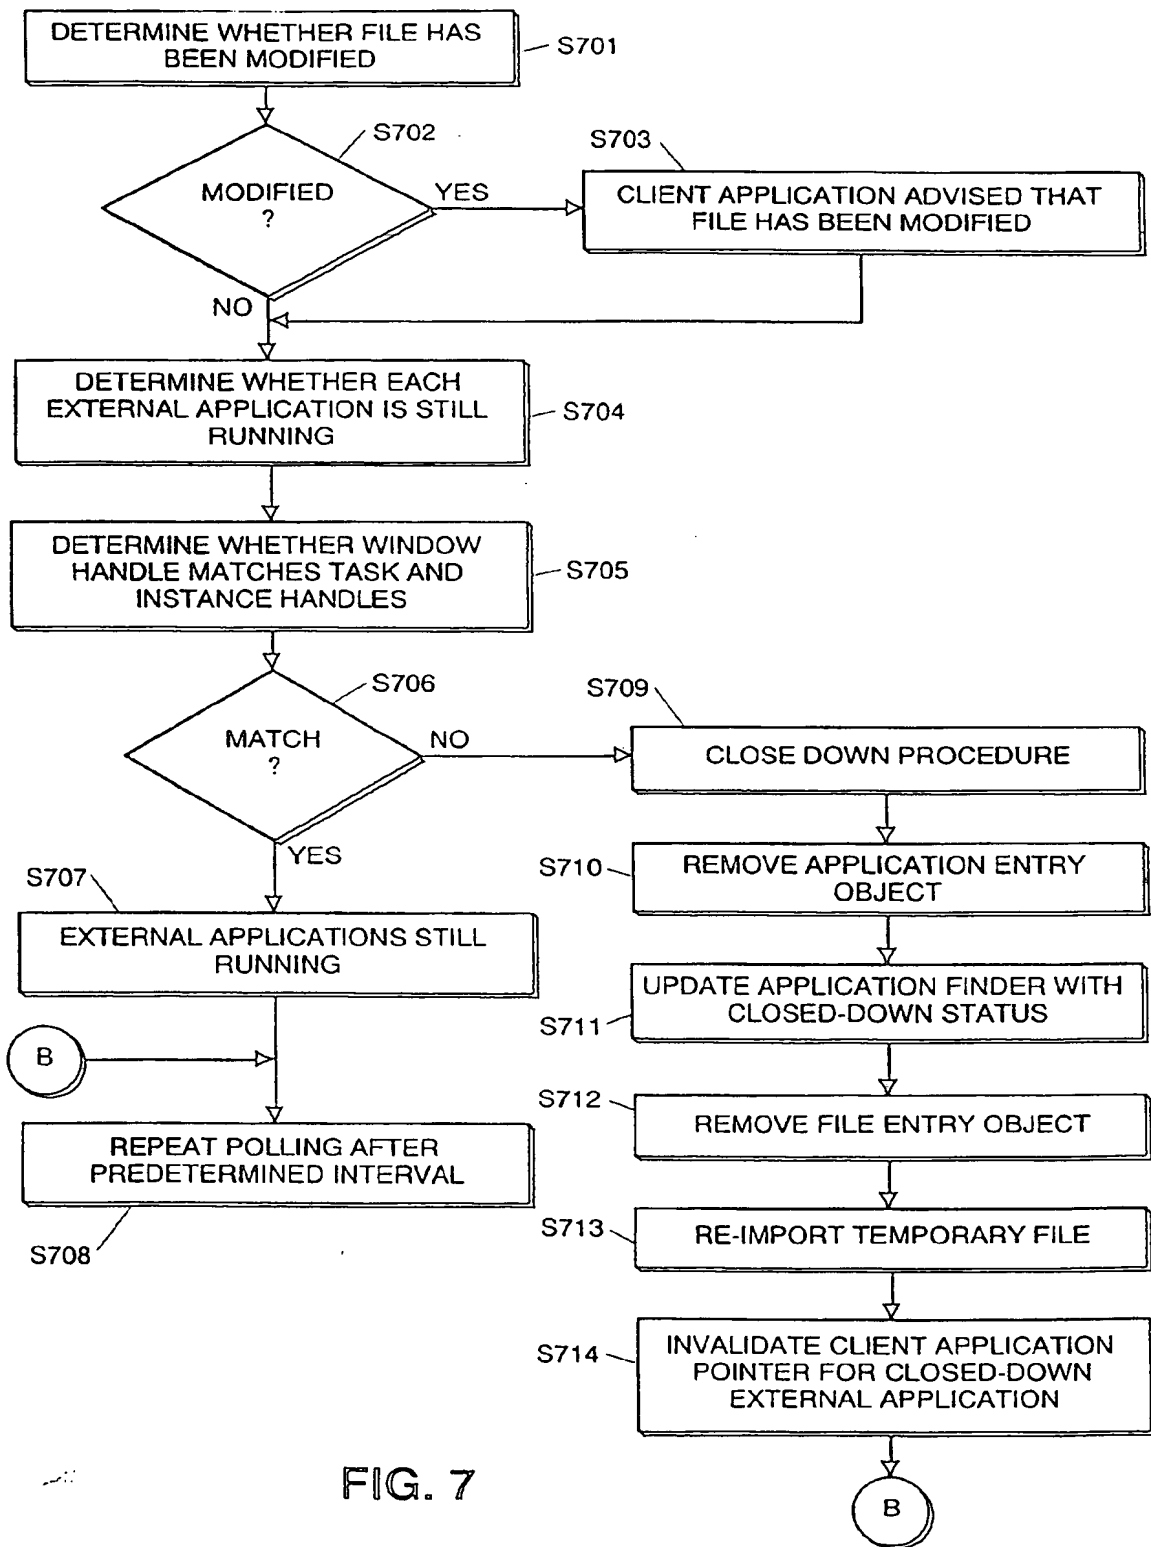 DETERMINE WHETHER FILE HAS
BEEN MODIFIED
S701
S702
MODIFIED
?
YES
NO
S703
CLIENT APPLICATION ADVISED THAT
FILE HAS BEEN MODIFIED
DETERMINE WHETHER EACH
EXTERNAL APPLICATION IS STILL
RUNNING
S704
DETERMINE WHETHER WINDOW
HANDLE MATCHES TASK AND
INSTANCE HANDLES
S705
S706
MATCH
?
NO
YES
S707
EXTERNAL APPLICATIONS STILL
RUNNING
B
REPEAT POLLING AFTER
PREDETERMINED INTERVAL
S708
S709
CLOSE DOWN PROCEDURE
S710
REMOVE APPLICATION ENTRY
OBJECT
UPDATE APPLICATION FINDER WITH
CLOSED-DOWN STATUS
S711
S712
REMOVE FILE ENTRY OBJECT
S713
RE-IMPORT TEMPORARY FILE
S714
INVALIDATE CLIENT APPLICATION
POINTER FOR CLOSED-DOWN
EXTERNAL APPLICATION
B
FIG. 7